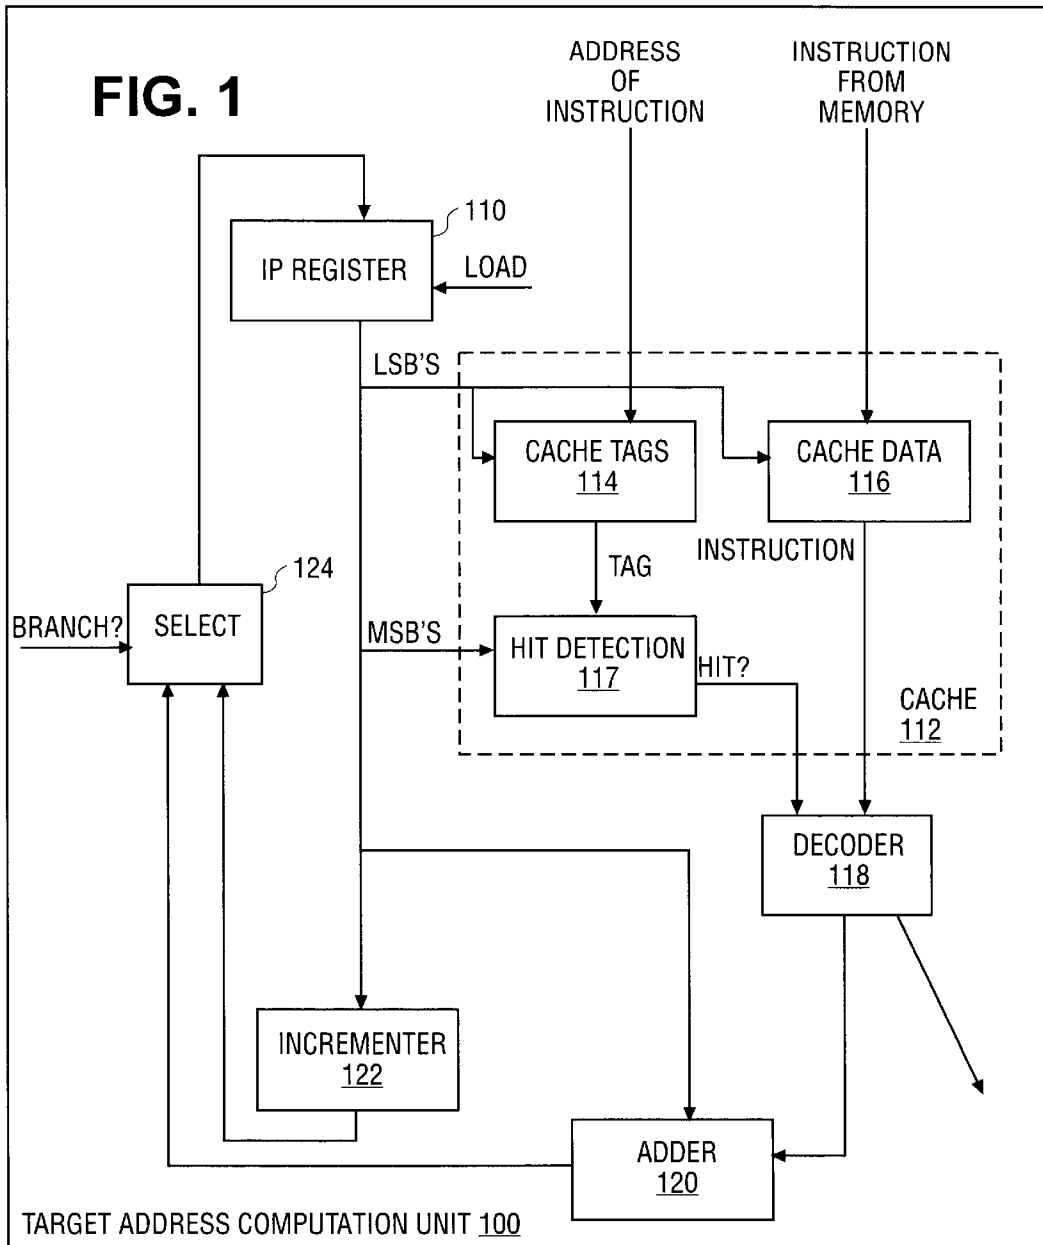 FIG. 1
ADDRESS
OF
INSTRUCTION
INSTRUCTION
FROM
MEMORY
110
IP REGISTER
LOAD
LSB'S
CACHE TAGS
114
CACHE DATA
116
TAG
INSTRUCTION
124
SELECT
BRANCH?
MSB'S
HIT DETECTION
117
HIT?
CACHE
112
DECODER
118
INCREMENTER
122
ADDER
120
TARGET ADDRESS COMPUTATION UNIT 100